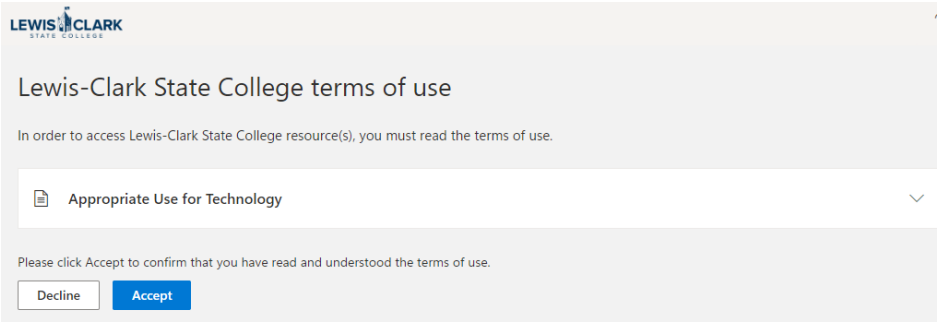 LEWIS CLARK
STATE COLLEGE
Lewis-Clark State College terms of use
In order to access Lewis-Clark State College resource(s), you must read the terms of use.
Appropriate Use for Technology
Please click Accept to confirm that you have read and understood the terms of use.
Decline Accept